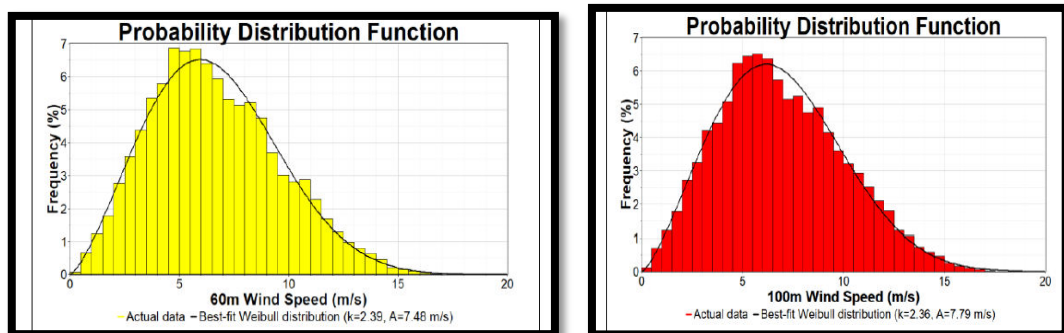 Probability Distribution Function
7
6
5
4
3
2
1
0
Frequency (%)
0 5 10 15 20
60m Wind Speed (m/s)
Actual data Best-fit Weibull distribution (k=2.39, A=7.48 m/s)
Probability Distribution Function
7
6
5
4
3
2
1
0
Frequency (%)
0 5 10 15 20
100m Wind Speed (m/s)
Actual data Best-fit Weibull distribution (k=2.36, A=7.79 m/s)